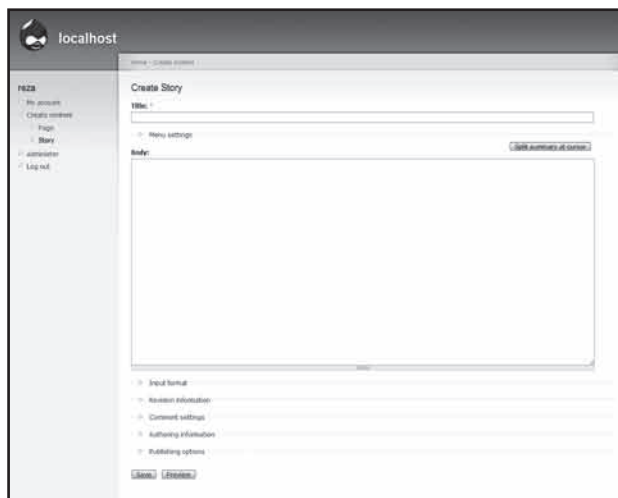 localhost
Home › Create content
reza
My account
Create content
Page
Story
Administer
Log out
Create Story
Title: *
Menu settings
Split summary at cursor
Body:
Input format
Revision information
Comment settings
Authoring information
Publishing options
Save
Preview